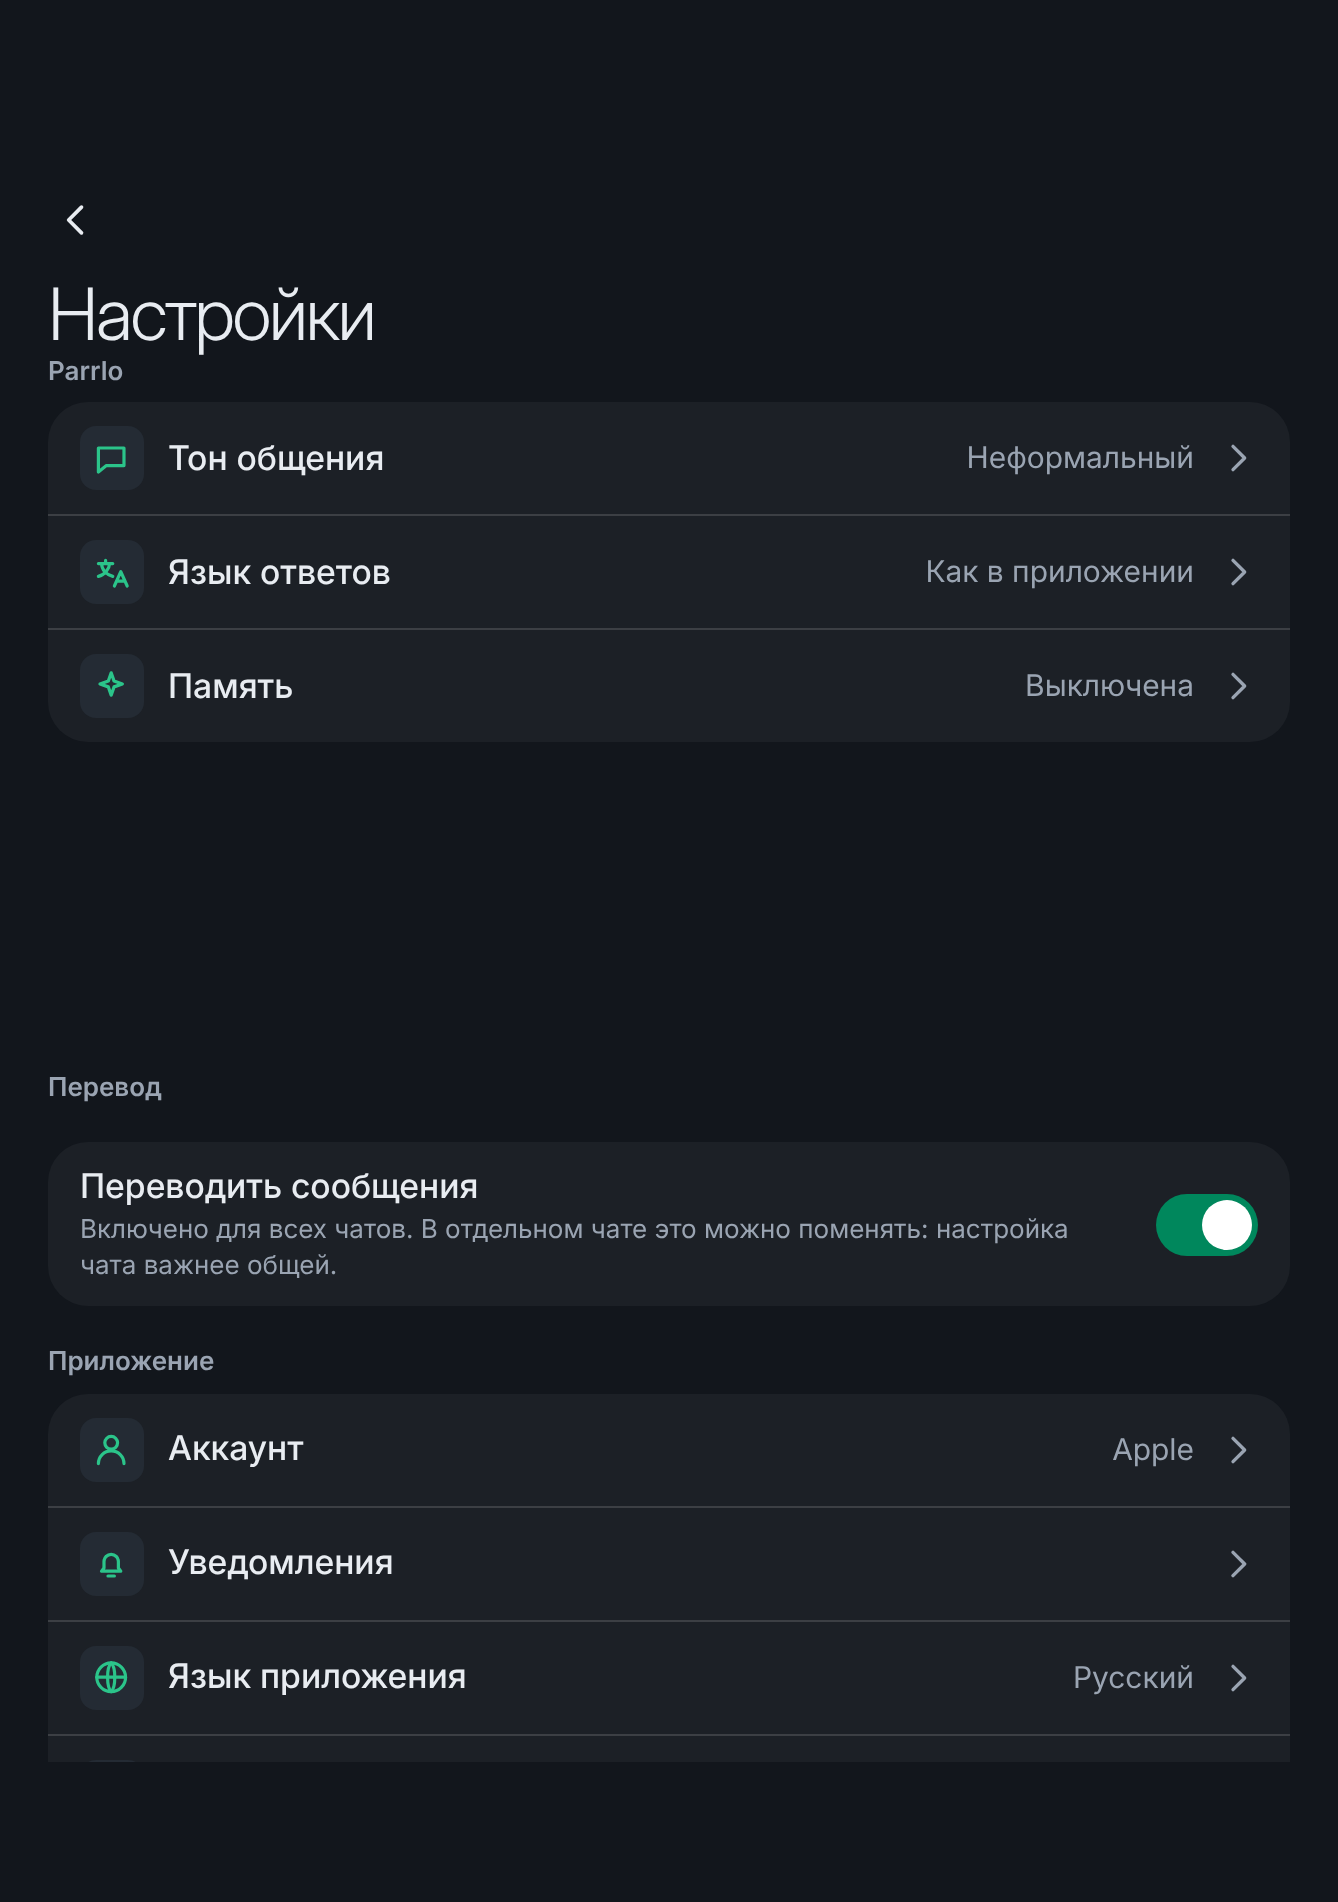 Настройки
Parrlo
Тон общения
Неформальный
Язык ответов
Как в приложении
Память
Выключена
Перевод
Переводить сообщения
Включено для всех чатов. В отдельном чате это можно поменять: настройка
чата важнее общей.
Приложение
Аккаунт
Apple
Уведомления
Язык приложения
Русский